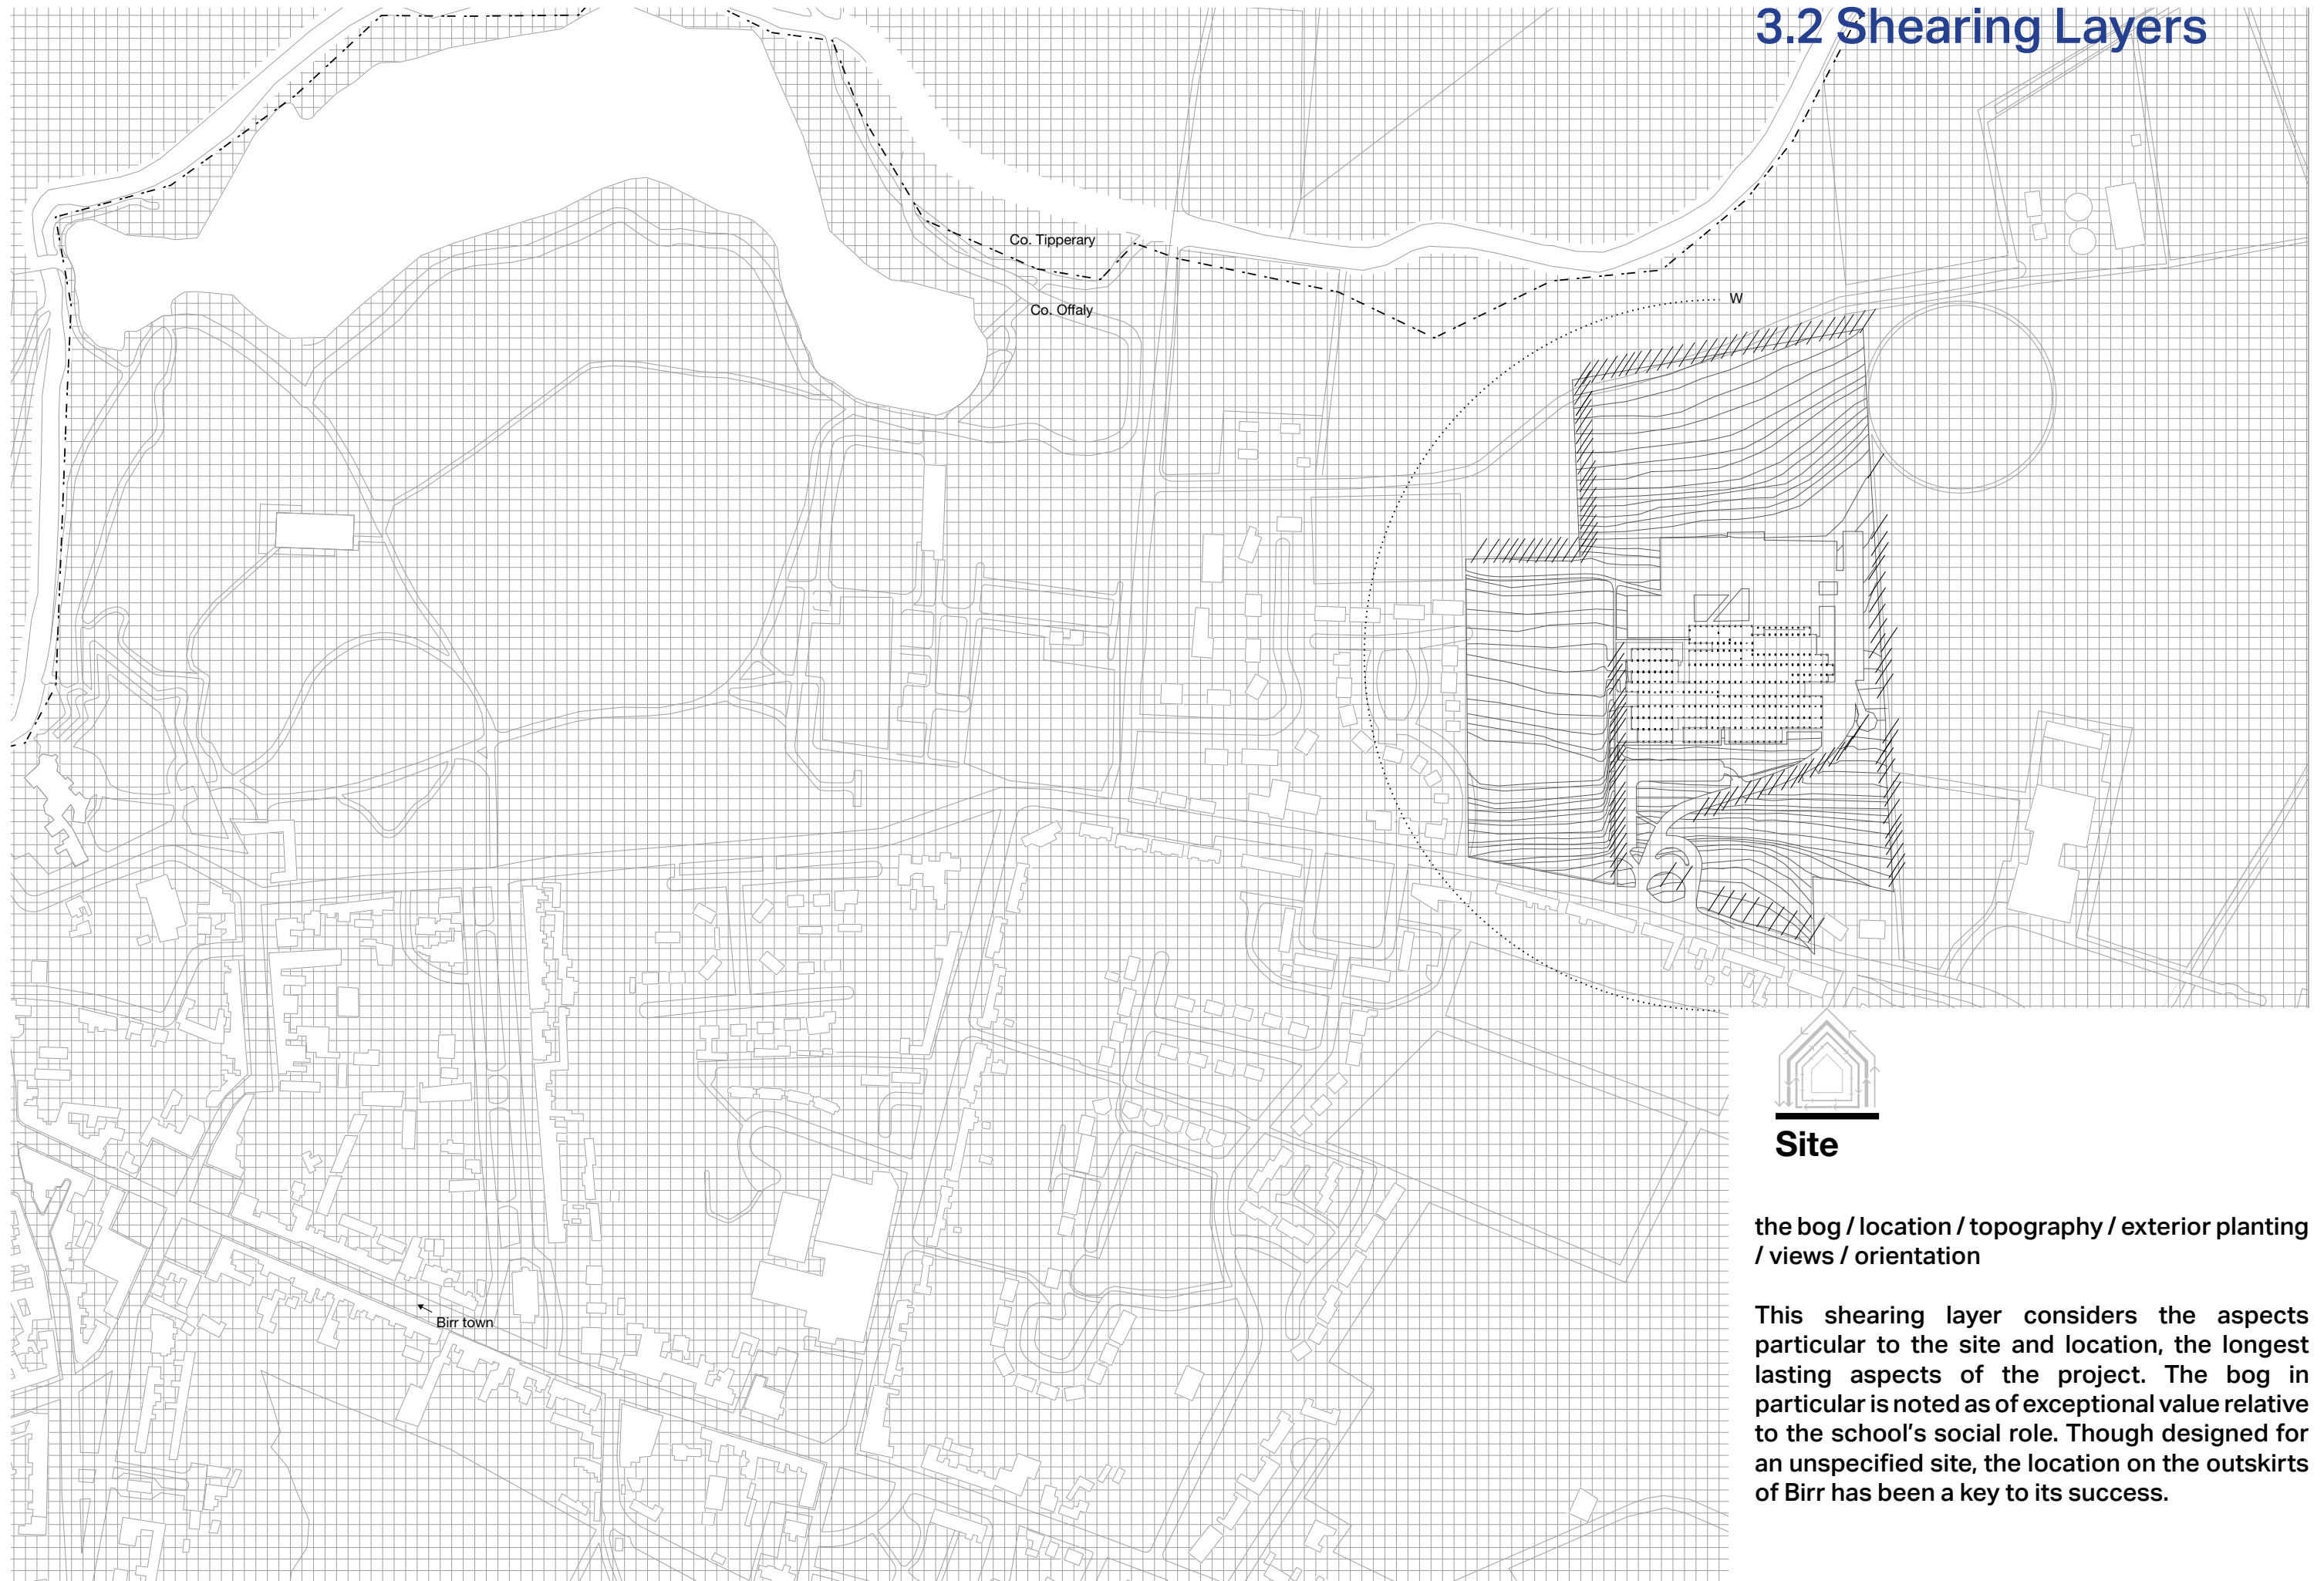 3.2 Shearing Layers
Co. Tipperary
Co. Offaly
W
Birr town
Site
the bog / location / topography / exterior planting
/ views / orientation
This shearing layer considers the aspects
particular to the site and location, the longest
lasting aspects of the project. The bog in
particular is noted as of exceptional value relative
to the school's social role. Though designed for
an unspecified site, the location on the outskirts
of Birr has been a key to its success.